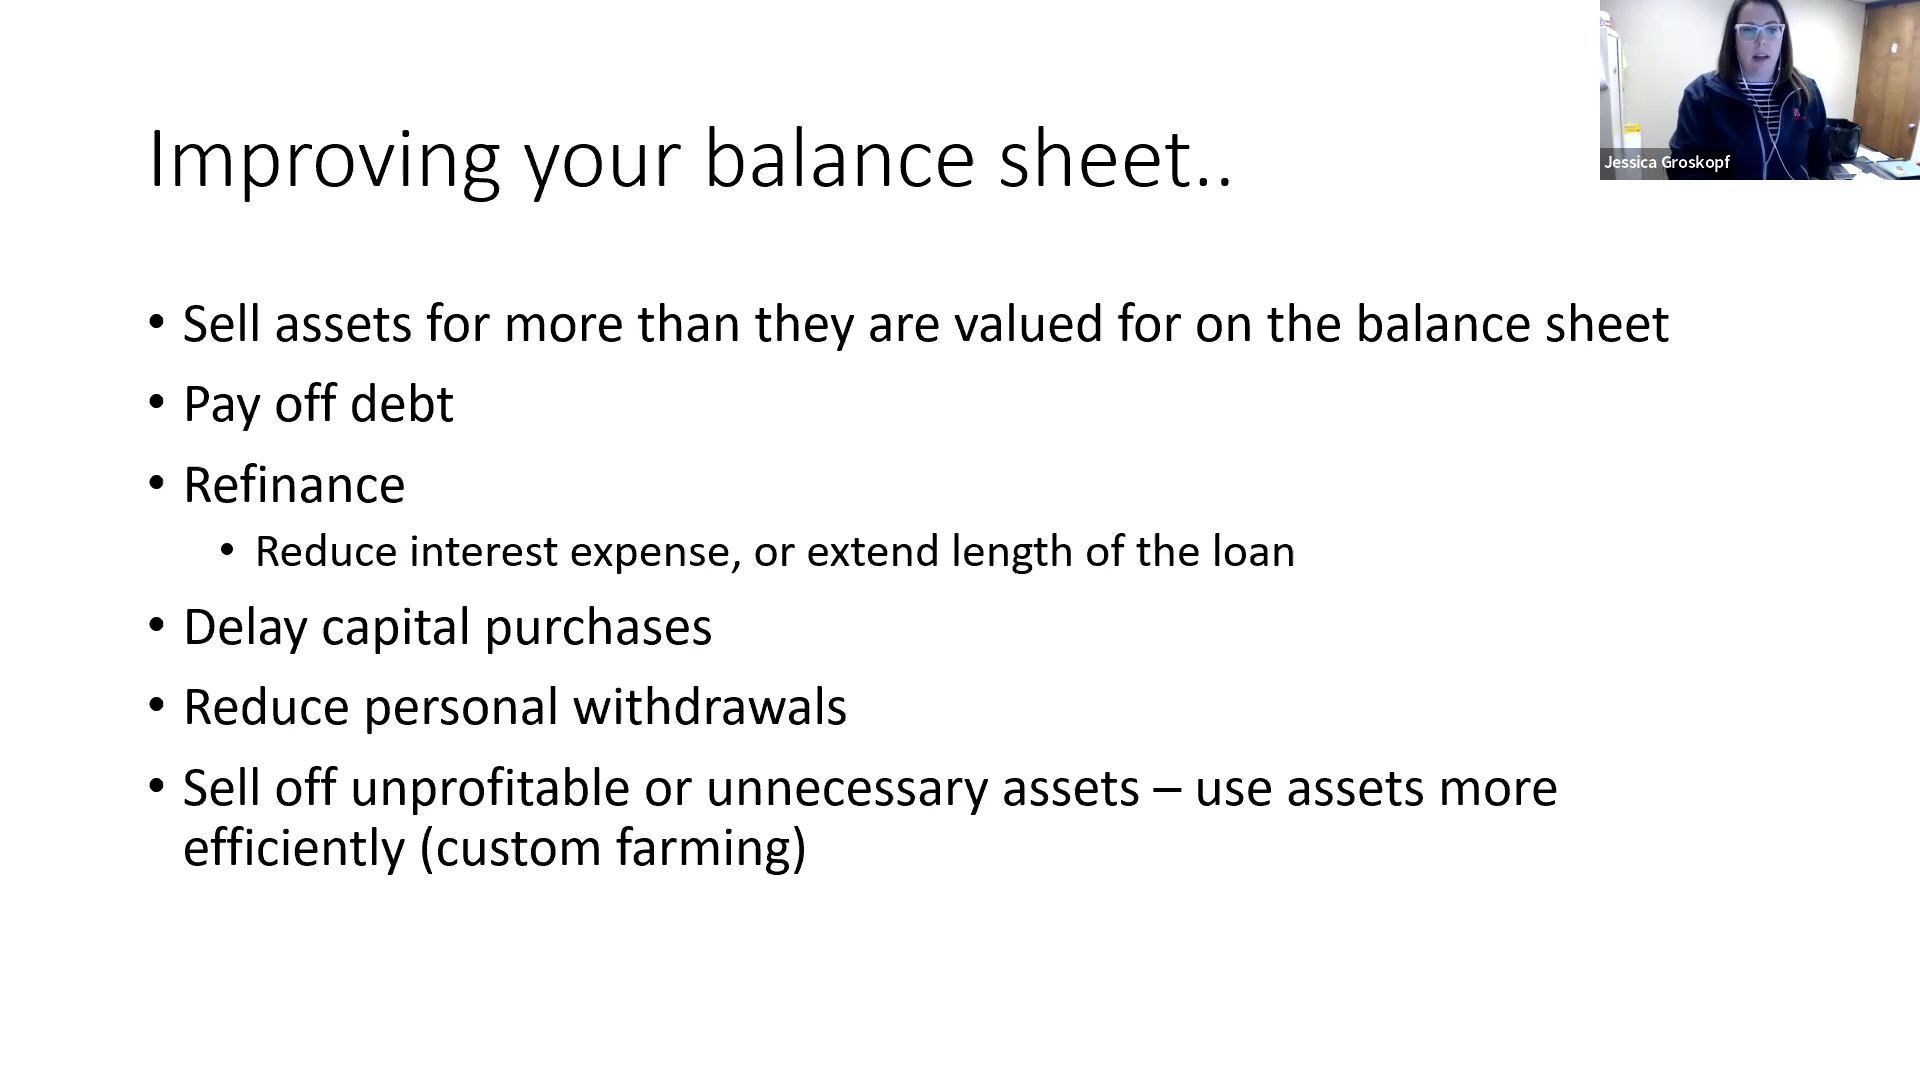 Improving your balance sheet..
Jessica Groskopf
• Sell assets for more than they are valued for on the balance sheet
• Pay off debt
• Refinance
• Reduce interest expense, or extend length of the loan
• Delay capital purchases
• Reduce personal withdrawals
• Sell off unprofitable or unnecessary assets – use assets more
efficiently (custom farming)